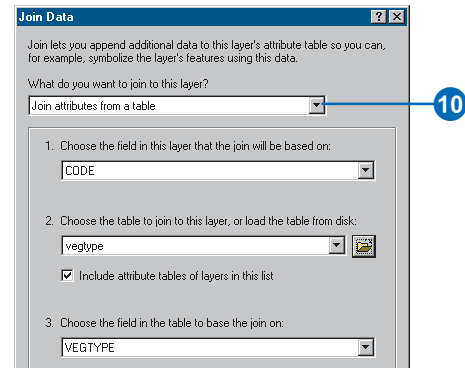 Join Data
Join lets you append additional data to this layer's attribute table so you can,
for example, symbolize the layer's features using this data.
What do you want to join to this layer?
Join attributes from a table
10
1. Choose the field in this layer that the join will be based on:
CODE
2. Choose the table to join to this layer, or load the table from disk:
vegtype
Include attribute tables of layers in this list
3. Choose the field in the table to base the join on:
VEGTYPE